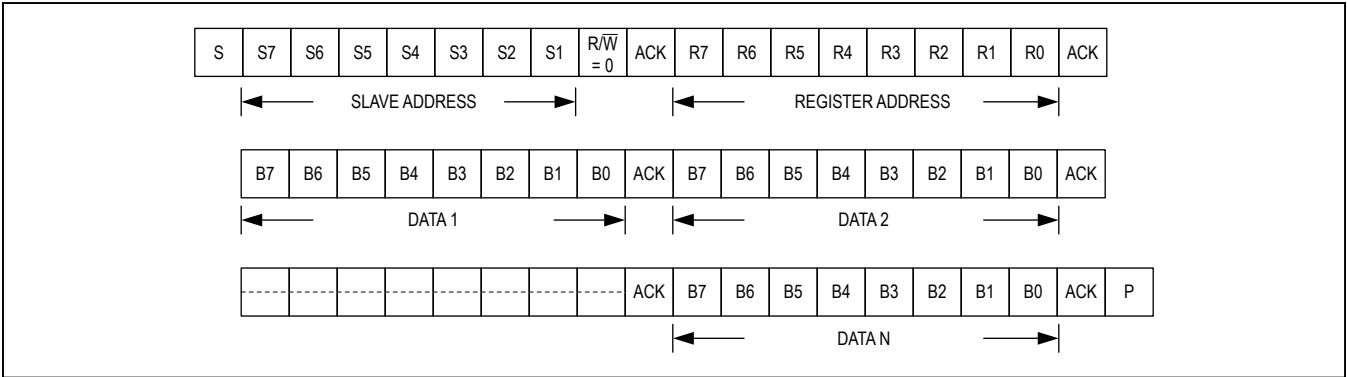 S S7 S6 S5 S4 S3 S2 S1 R/W̅ = 0 ACK R7 R6 R5 R4 R3 R2 R1 R0 ACK
SLAVE ADDRESS REGISTER ADDRESS
B7 B6 B5 B4 B3 B2 B1 B0 ACK B7 B6 B5 B4 B3 B2 B1 B0 ACK
DATA 1 DATA 2
ACK B7 B6 B5 B4 B3 B2 B1 B0 ACK P
DATA N